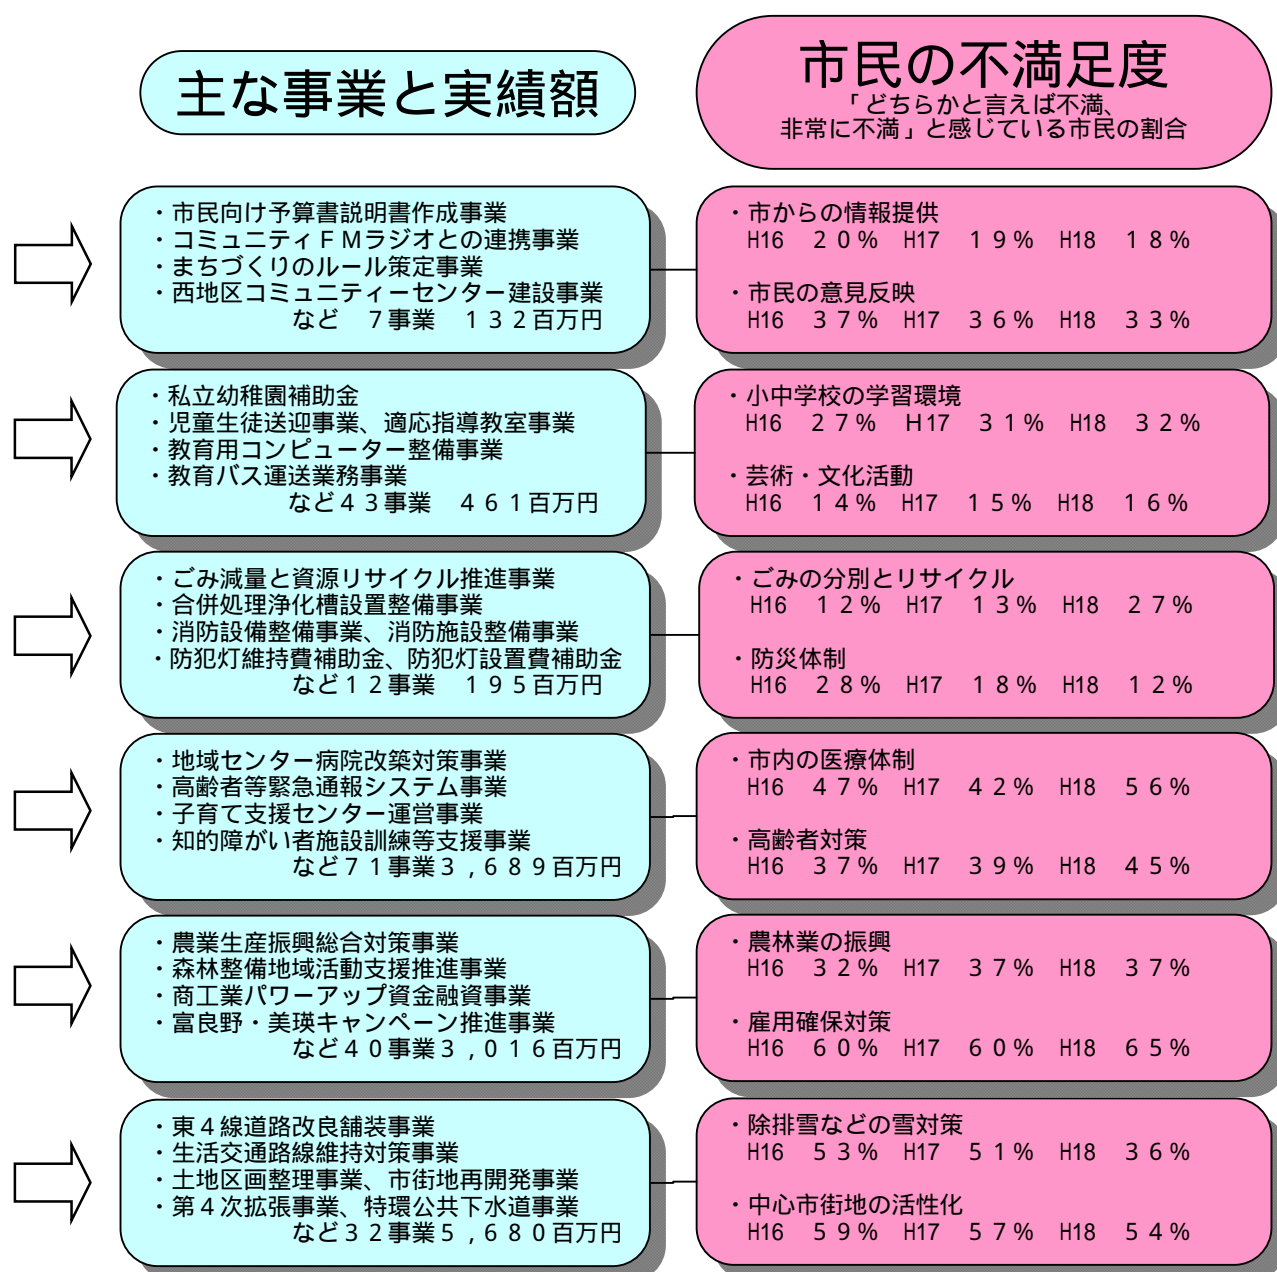 主な事業と実績額
市民の不満足度
「どちらかと言えば不満、
非常に不満」と感じている市民の割合
・市民向け予算書説明書作成事業
・コミュニティＦＭラジオとの連携事業
・まちづくりのルール策定事業
・西地区コミュニティーセンター建設事業
など　７事業　１３２百万円
・市からの情報提供
H16　２０％　H17　１９％　H18　１８％
・市民の意見反映
H16　３７％　H17　３６％　H18　３３％
・私立幼稚園補助金
・児童生徒送迎事業、適応指導教室事業
・教育用コンピューター整備事業
・教育バス運送業務事業
など４３事業　４６１百万円
・小中学校の学習環境
H16　２７％　Ｈ17　３１％　H18　３２％
・芸術・文化活動
H16　１４％　H17　１５％　H18　１６％
・ごみ減量と資源リサイクル推進事業
・合併処理浄化槽設置整備事業
・消防設備整備事業、消防施設整備事業
・防犯灯維持費補助金、防犯灯設置費補助金
など１２事業　１９５百万円
・ごみの分別とリサイクル
H16　１２％　H17　１３％　H18　２７％
・防災体制
H16　２８％　H17　１８％　H18　１２％
・地域センター病院改築対策事業
・高齢者等緊急通報システム事業
・子育て支援センター運営事業
・知的障がい者施設訓練等支援事業
など７１事業３,６８９百万円
・市内の医療体制
H16　４７％　H17　４２％　H18　５６％
・高齢者対策
H16　３７％　H17　３９％　H18　４５％
・農業生産振興総合対策事業
・森林整備地域活動支援推進事業
・商工業パワーアップ資金融資事業
・富良野・美瑛キャンペーン推進事業
など４０事業３,０１６百万円
・農林業の振興
H16　３２％　H17　３７％　H18　３７％
・雇用確保対策
H16　６０％　H17　６０％　H18　６５％
・東４線道路改良舗装事業
・生活交通路線維持対策事業
・土地区画整理事業、市街地再開発事業
・第４次拡張事業、特環公共下水道事業
など３２事業５,６８０百万円
・除排雪などの雪対策
H16　５３％　H17　５１％　H18　３６％
・中心市街地の活性化
H16　５９％　H17　５７％　H18　５４％